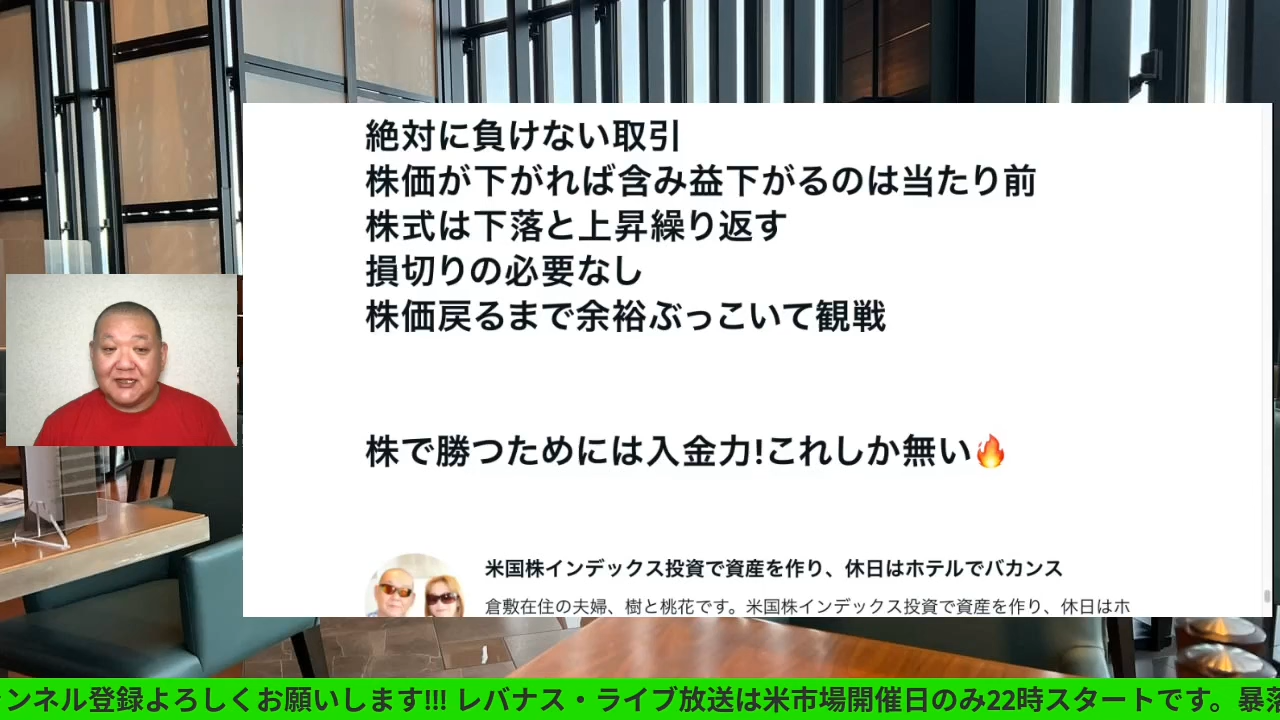 絶対に負けない取引
株価が下がれば含み益下がるのは当たり前
株式は下落と上昇繰り返す
損切りの必要なし
株価戻るまで余裕ぶっこいて観戦
株で勝つためには入金力!これしか無い🔥
米国株インデックス投資で資産を作り、休日はホテルでバカンス
倉敷在住の夫婦、樹と桃花です。米国株インデックス投資で資産を作り、休日はホ
ンネル登録よろしくお願いします!!! レバナス・ライブ放送は米市場開催日のみ22時スタートです。暴落